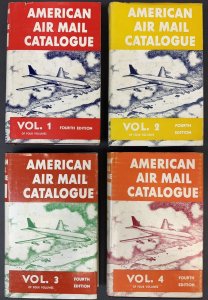 AMERICAN
AIR MAIL
CATALOGUE
VOL. 1 FOURTH EDITION
OF FOUR VOLUMES
AMERICAN
AIR MAIL
CATALOGUE
VOL. 2 FOURTH EDITION
OF FOUR VOLUMES
AMERICAN
AIR MAIL
CATALOGUE
OF FOUR VOLUMES
VOL. 3 FOURTH
EDITION
AMERICAN
AIR MAIL
CATALOGUE
OF FOUR VOLUMES
VOL. 4 FOURTH
EDITION